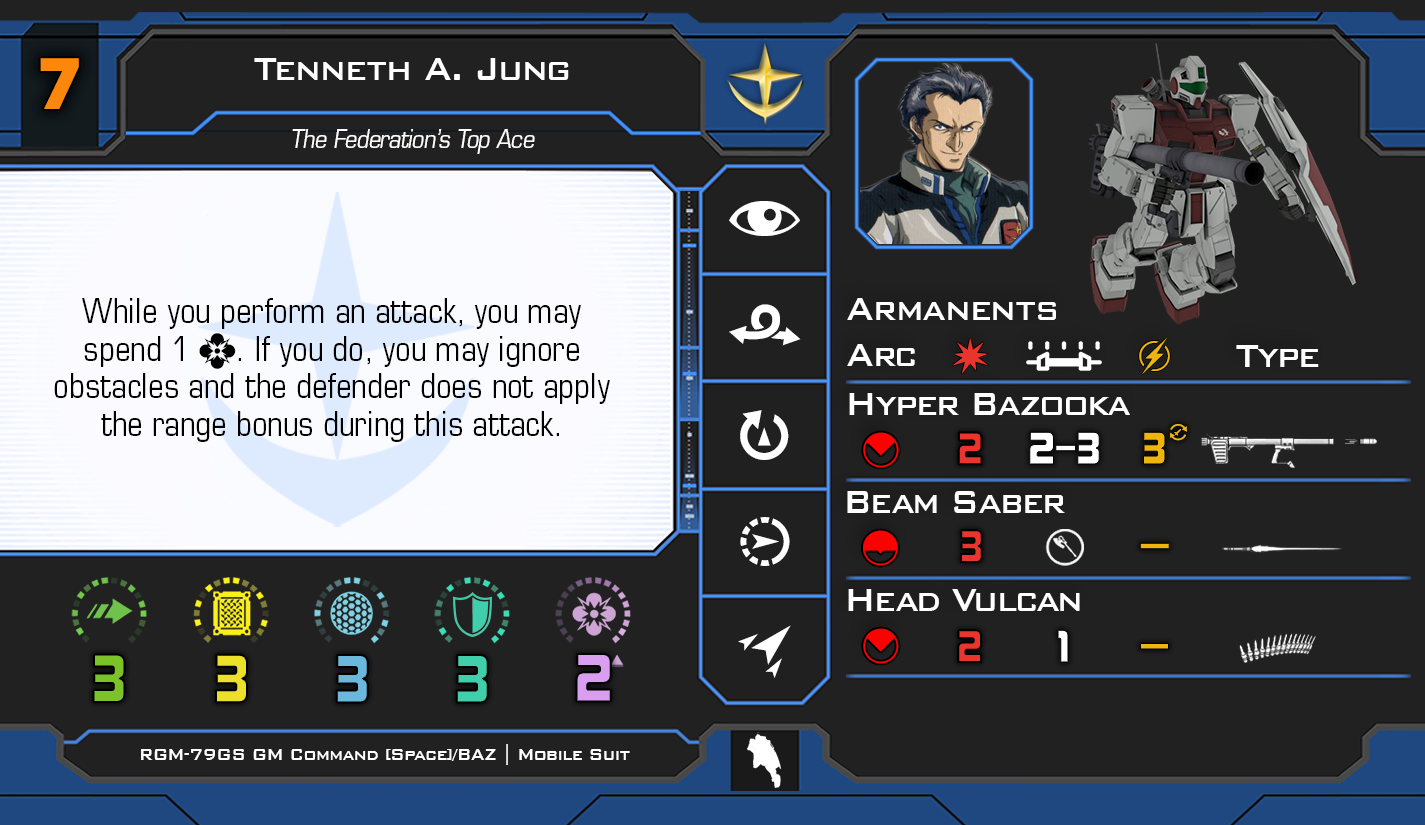 7
Tenneth A. Jung
The Federation's Top Ace
While you perform an attack, you may
spend 1 . If you do, you may ignore
obstacles and the defender does not apply
the range bonus during this attack.
3 3 3 3 2
RGM-79GS GM Command [Space]/BAZ | Mobile Suit
Armanents
Arc Type
Hyper Bazooka
2 2-3 3
Beam Saber
3 –
Head Vulcan
2 1 –